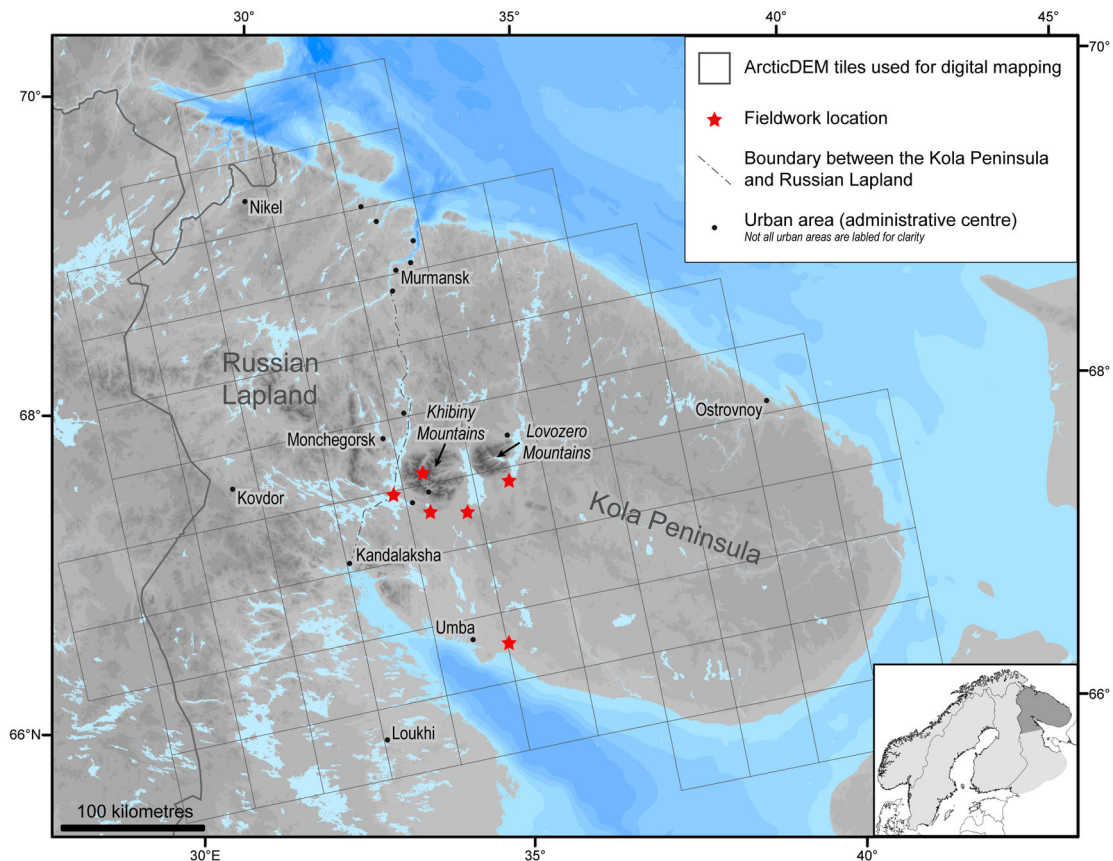 30°
35°
40°
45°
70°
70°
ArcticDEM tiles used for digital mapping
Fieldwork location
Boundary between the Kola Peninsula
and Russian Lapland
Urban area (administrative centre)
Not all urban areas are labled for clarity
Nikel
Murmansk
Russian
Lapland
68°
68°
Ostrovnoy
Khibiny
Mountains
Lovozero
Mountains
Monchegorsk
Kovdor
Kola Peninsula
Kandalaksha
Umba
66°
66°N
Loukhi
100 kilometres
30°E
35°
40°